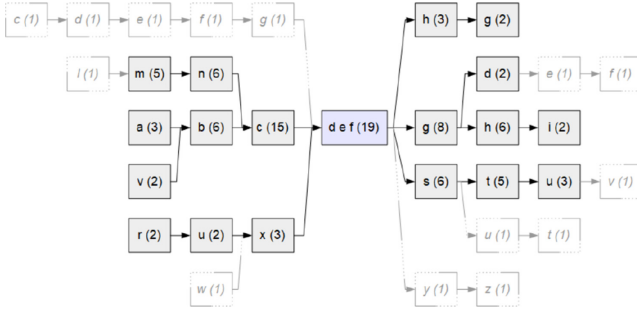 c (1) d (1) e (1) f (1) g (1) h (3) g (2)
l (1) m (5) n (6) d (2) e (1) f (1)
a (3) b (6) c (15) d e f (19) g (8) h (6) i (2)
v (2) s (6) t (5) u (3) v (1)
r (2) u (2) x (3) u (1) t (1)
w (1) y (1) z (1)